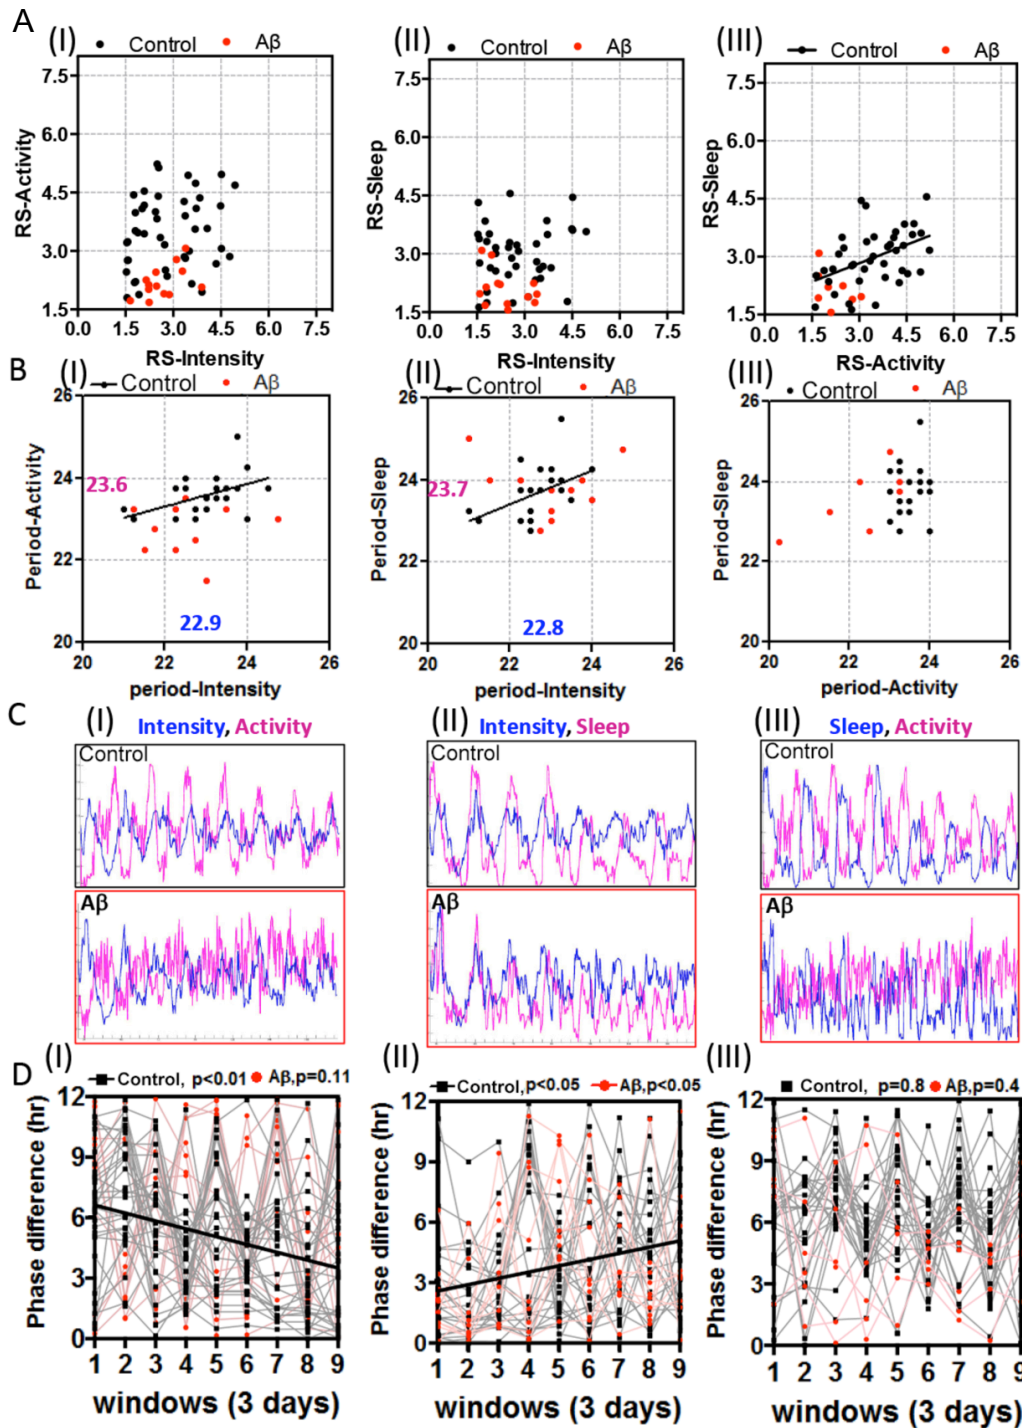 A
(I) Control Aβ
(II) Control Aβ
(III) Control Aβ
RS-Activity
7.5
6.0
4.5
3.0
1.5
1.5 3.0 4.5 6.0 7.5
RS-Intensity
RS-Sleep
7.5
6.0
4.5
3.0
1.5
1.5 3.0 4.5 6.0 7.5
RS-Intensity
RS-Sleep
7.5
6.0
4.5
3.0
1.5
1.5 3.0 4.5 6.0 7.5
RS-Activity
B
(I) Control Aβ
(II) Control Aβ
(III) Control Aβ
Period-Activity
26
24
23.6
22
22.9
20
20 22 24 26
period-Intensity
Period-Sleep
26
24
23.7
22
22.8
20
20 22 24 26
period-Intensity
Period-Sleep
26
24
22
20
20 22 24 26
period-Activity
C
(I) Intensity, Activity
Control
Aβ
(II) Intensity, Sleep
Control
Aβ
(III) Sleep, Activity
Control
Aβ
D
(I) Control, p<0.01 Aβ,p=0.11
Phase difference (hr)
12
9
6
3
0
1 2 3 4 5 6 7 8 9
windows (3 days)
(II) Control,p<0.05 Aβ,p<0.05
Phase difference (hr)
12
9
6
3
0
1 2 3 4 5 6 7 8 9
windows (3 days)
(III) Control, p=0.8 Aβ,p=0.4
Phase difference (hr)
12
9
6
3
0
1 2 3 4 5 6 7 8 9
windows (3 days)